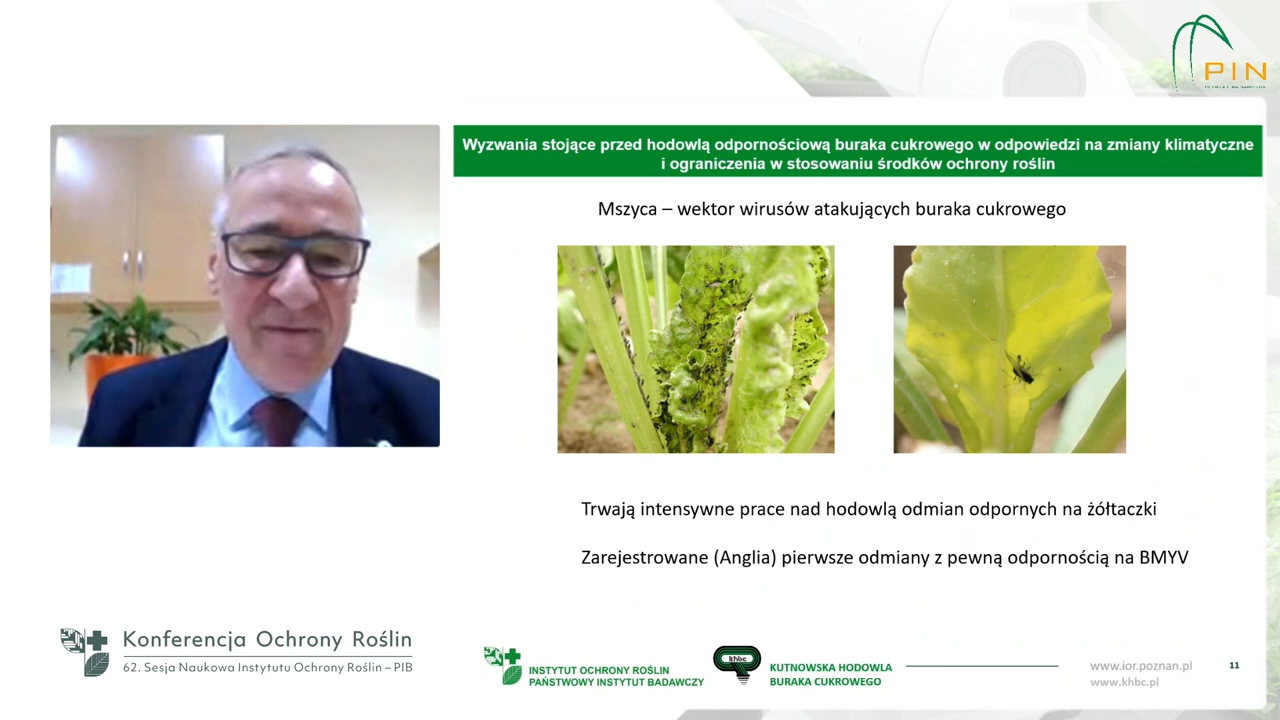 PIN
Wyzwania stojące przed hodowlą odpornościową buraka cukrowego w odpowiedzi na zmiany klimatyczne
i ograniczenia w stosowaniu środków ochrony roślin
Mszyca – wektor wirusów atakujących buraka cukrowego
Trwają intensywne prace nad hodowlą odmian odpornych na żółtaczki
Zarejestrowane (Anglia) pierwsze odmiany z pewną odpornością na BMYV
Konferencja Ochrony Roślin
62. Sesja Naukowa Instytutu Ochrony Roślin – PIB
INSTYTUT OCHRONY ROŚLIN
PAŃSTWOWY INSTYTUT BADAWCZY
khbc
KUTNOWSKA HODOWLA
BURAKA CUKROWEGO
www.ior.poznan.pl
www.khbc.pl
11